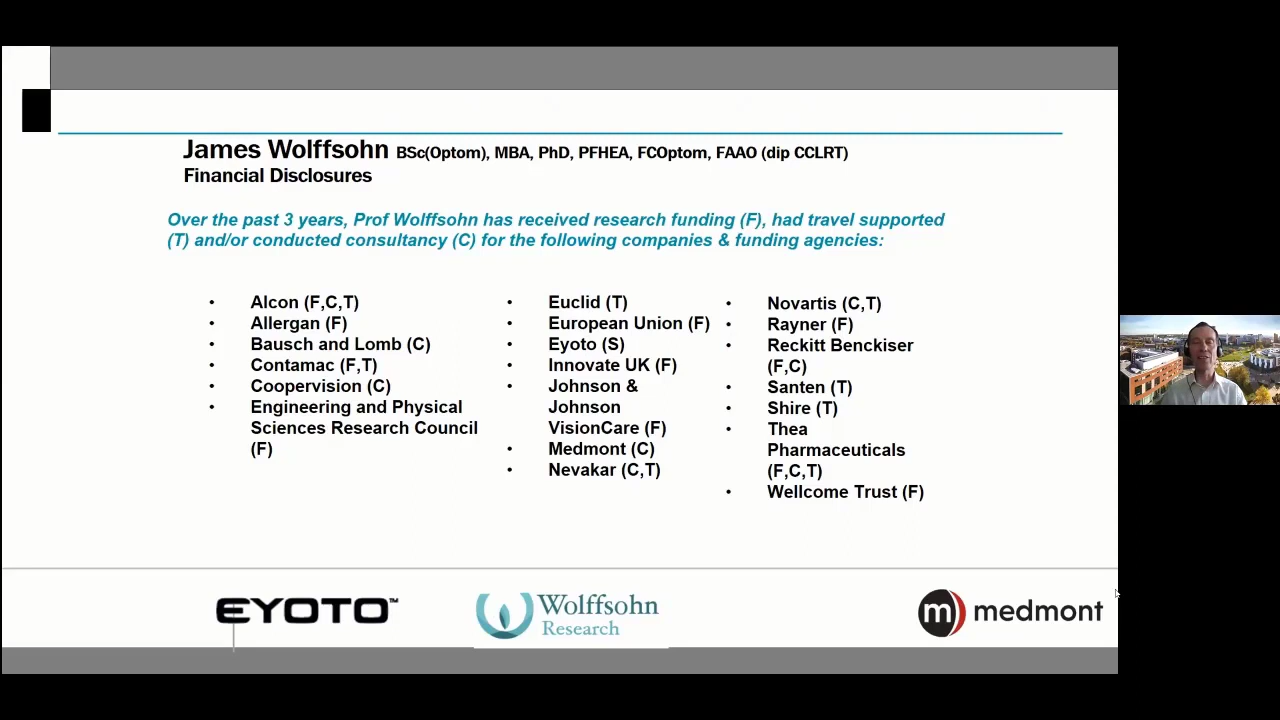 James Wolffsohn BSc(Optom), MBA, PhD, PFHEA, FCOptom, FAAO (dip CCLRT)
Financial Disclosures
Over the past 3 years, Prof Wolffsohn has received research funding (F), had travel supported
(T) and/or conducted consultancy (C) for the following companies & funding agencies:
• Alcon (F,C,T)
• Allergan (F)
• Bausch and Lomb (C)
• Contamac (F,T)
• Coopervision (C)
• Engineering and Physical
Sciences Research Council
(F)
• Euclid (T)
• European Union (F)
• Eyoto (S)
• Innovate UK (F)
• Johnson &
Johnson
VisionCare (F)
• Medmont (C)
• Nevakar (C,T)
• Novartis (C,T)
• Rayner (F)
• Reckitt Benckiser
(F,C)
• Santen (T)
• Shire (T)
• Thea
Pharmaceuticals
(F,C,T)
• Wellcome Trust (F)
EYOTO™
Wolffsohn
Research
m medmont